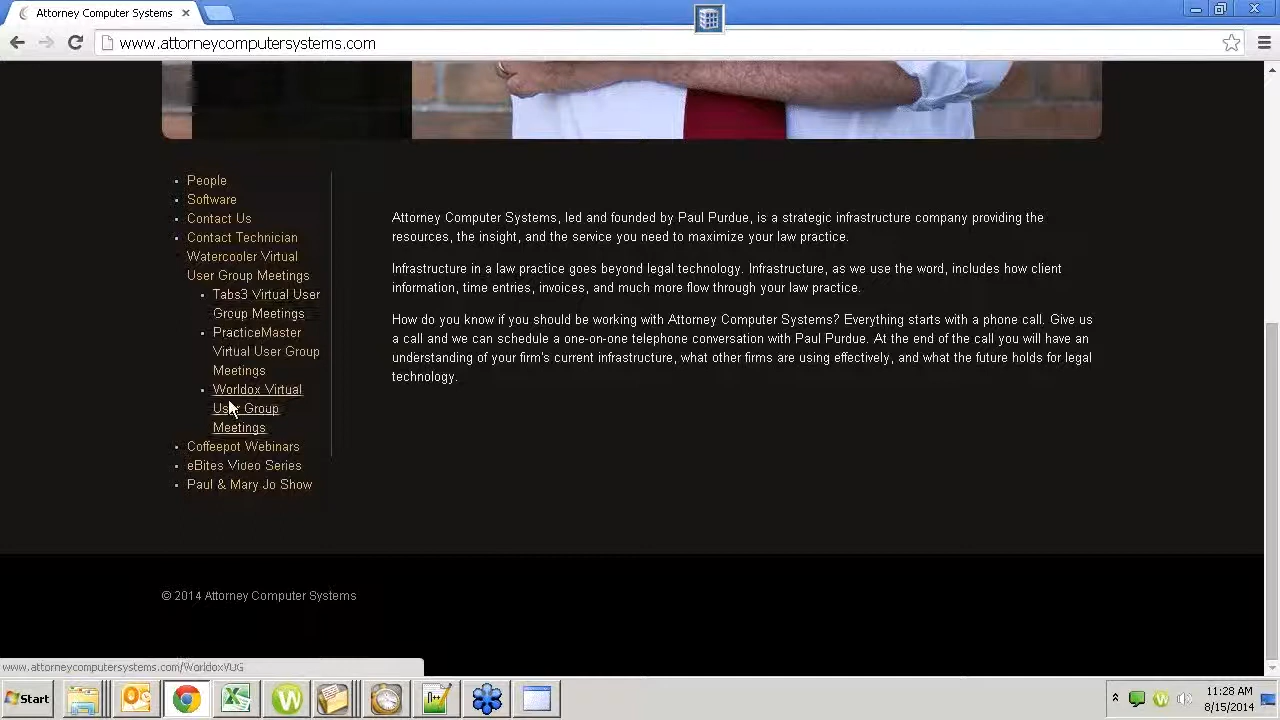 Attorney Computer Systems
www.attorneycomputersystems.com
People
Software
Contact Us
Contact Technician
Watercooler Virtual
User Group Meetings
Tabs3 Virtual User
Group Meetings
PracticeMaster
Virtual User Group
Meetings
Worldox Virtual
User Group
Meetings
Coffeepot Webinars
eBites Video Series
Paul & Mary Jo Show
Attorney Computer Systems, led and founded by Paul Purdue, is a strategic infrastructure company providing the
resources, the insight, and the service you need to maximize your law practice.
Infrastructure in a law practice goes beyond legal technology. Infrastructure, as we use the word, includes how client
information, time entries, invoices, and much more flow through your law practice.
How do you know if you should be working with Attorney Computer Systems? Everything starts with a phone call. Give us
a call and we can schedule a one-on-one telephone conversation with Paul Purdue. At the end of the call you will have an
understanding of your firm's current infrastructure, what other firms are using effectively, and what the future holds for legal
technology.
© 2014 Attorney Computer Systems
www.attorneycomputersystems.com/WorldoxVUG
Start
11:28 AM
8/15/2014